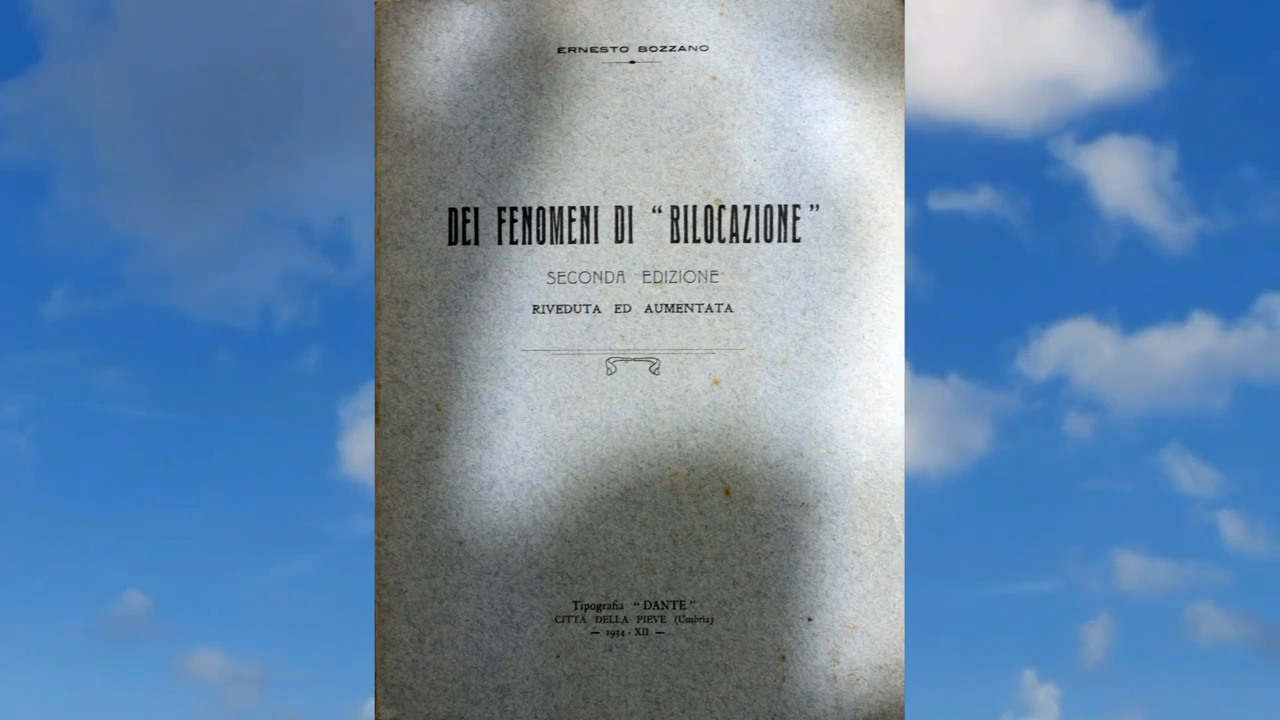 ERNESTO BOZZANO
DEI FENOMENI DI “BILOCAZIONE”
SECONDA EDIZIONE
RIVEDUTA ED AUMENTATA
Tipografia “DANTE”
CITTÀ DELLA PIEVE (Umbria)
— 1934 - XII —